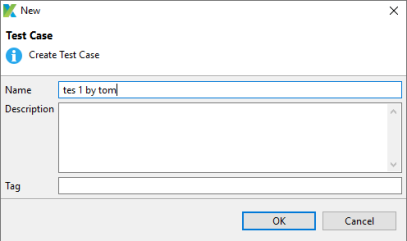 New
Test Case
Create Test Case
Name
tes 1 by tom
Description
Tag
OK
Cancel